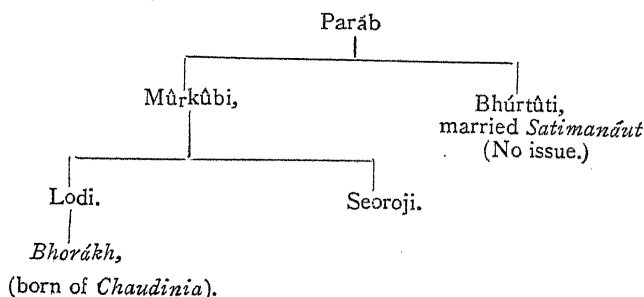 Paráb
Mûrkûbi,
Bhúrtûti,
married Satimanáut
(No issue.)
Lodi.
Seoroji.
Bhorákh,
(born of Chaudinia).